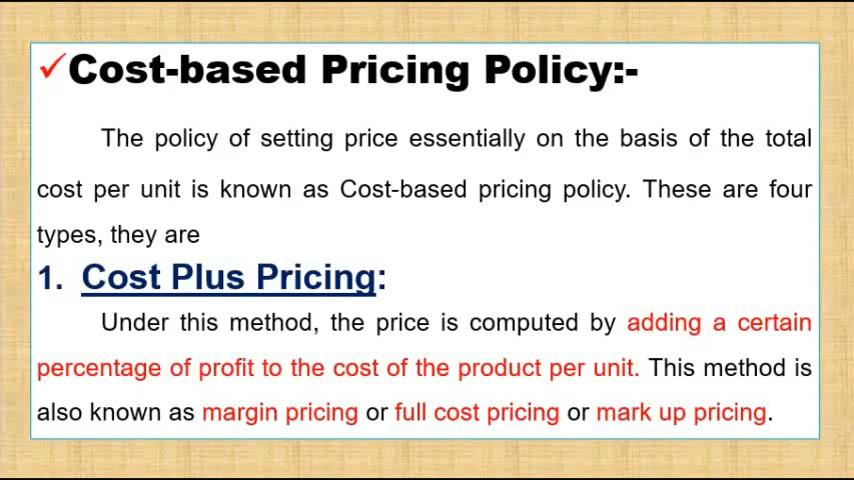 ✓Cost-based Pricing Policy:-
The policy of setting price essentially on the basis of the total
cost per unit is known as Cost-based pricing policy. These are four
types, they are
1. Cost Plus Pricing:
Under this method, the price is computed by adding a certain
percentage of profit to the cost of the product per unit. This method is
also known as margin pricing or full cost pricing or mark up pricing.